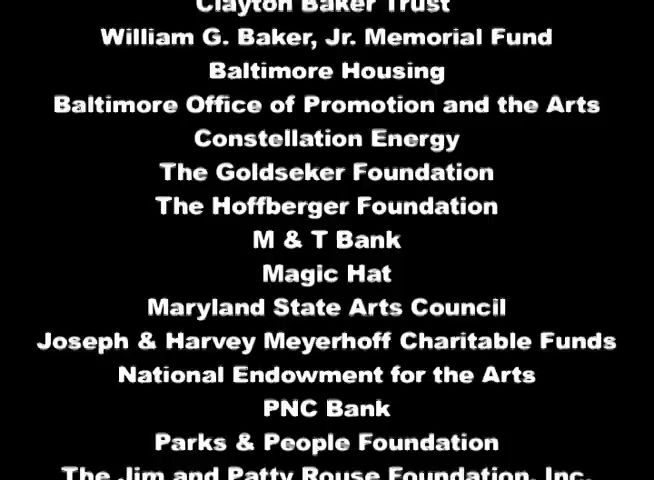 Clayton Baker Trust
William G. Baker, Jr. Memorial Fund
Baltimore Housing
Baltimore Office of Promotion and the Arts
Constellation Energy
The Goldseker Foundation
The Hoffberger Foundation
M & T Bank
Magic Hat
Maryland State Arts Council
Joseph & Harvey Meyerhoff Charitable Funds
National Endowment for the Arts
PNC Bank
Parks & People Foundation
The Jim and Patty Rouse Foundation, Inc.